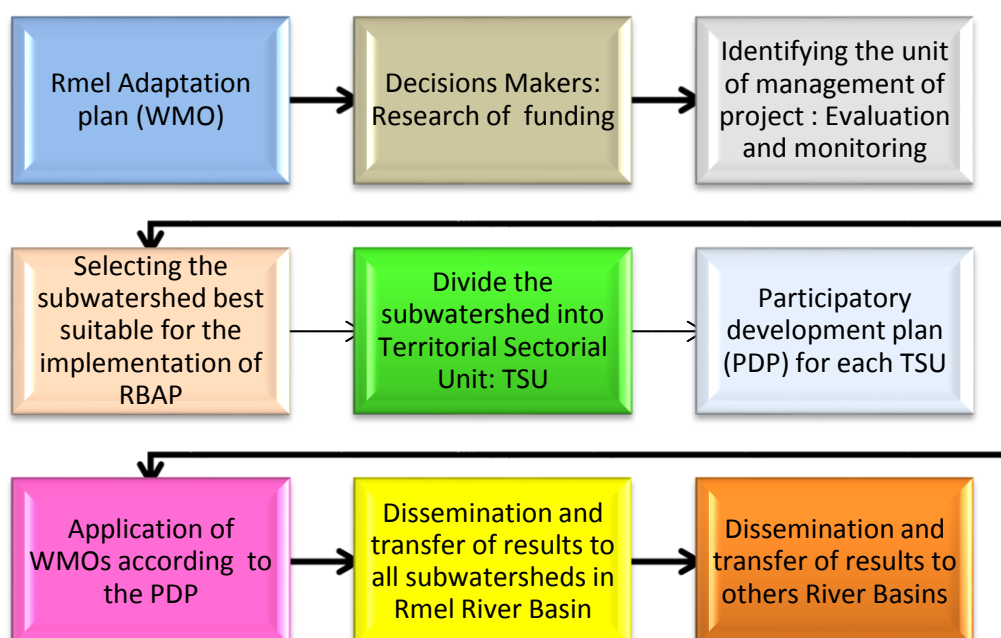 Rmel Adaptation
plan (WMO)
Decisions Makers:
Research of funding
Identifying the unit
of management of
project : Evaluation
and monitoring
Selecting the
subwatershed best
suitable for the
implementation of
RBAP
Divide the
subwatershed into
Territorial Sectorial
Unit: TSU
Participatory
development plan
(PDP) for each TSU
Application of
WMOs according to
the PDP
Dissemination and
transfer of results to
all subwatersheds in
Rmel River Basin
Dissemination and
transfer of results to
others River Basins